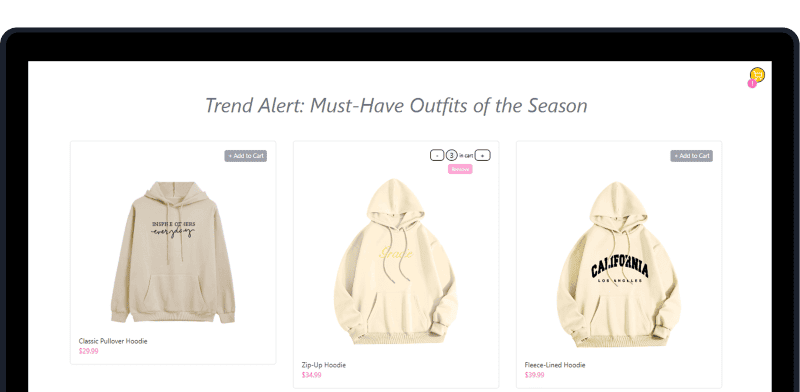 Trend Alert: Must-Have Outfits of the Season
+ Add to Cart
INSPIRE OTHERS
everyday
Classic Pullover Hoodie
$29.99
- 3 in cart +
Remove
Zip-Up Hoodie
$34.99
+ Add to Cart
CALIFORNIA
LOS ANGELES
Fleece-Lined Hoodie
$39.99